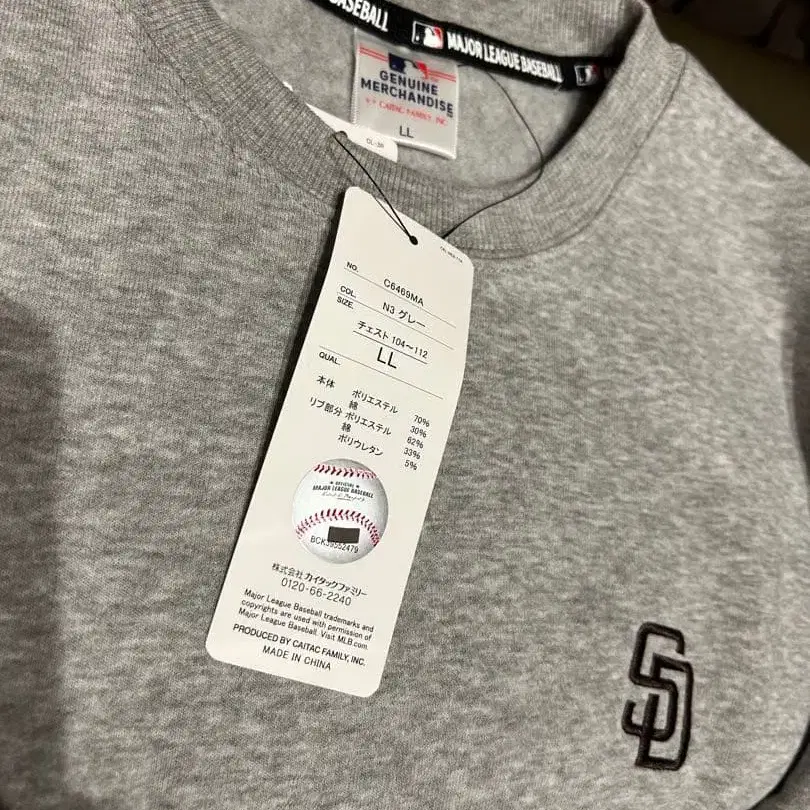 BASEBALL
MAJOR LEAGUE BASEBALL
GENUINE
MERCHANDISE
CAITAC FAMILY, INC.
LL
NO. C6469MA
COL. N3 グレー
SIZE. チェスト 104〜112
LL
QUAL.
本体 ポリエステル 70%
綿 30%
リブ部分 ポリエステル 62%
綿 33%
ポリウレタン 5%
OFFICIAL
MAJOR LEAGUE BASEBALL
BCK39552479
株式会社カイタックファミリー
0120-66-2240
Major League Baseball trademarks and
copyrights are used with permission of
Major League Baseball. Visit MLB.com
PRODUCED BY CAITAC FAMILY, INC.
MADE IN CHINA
SD